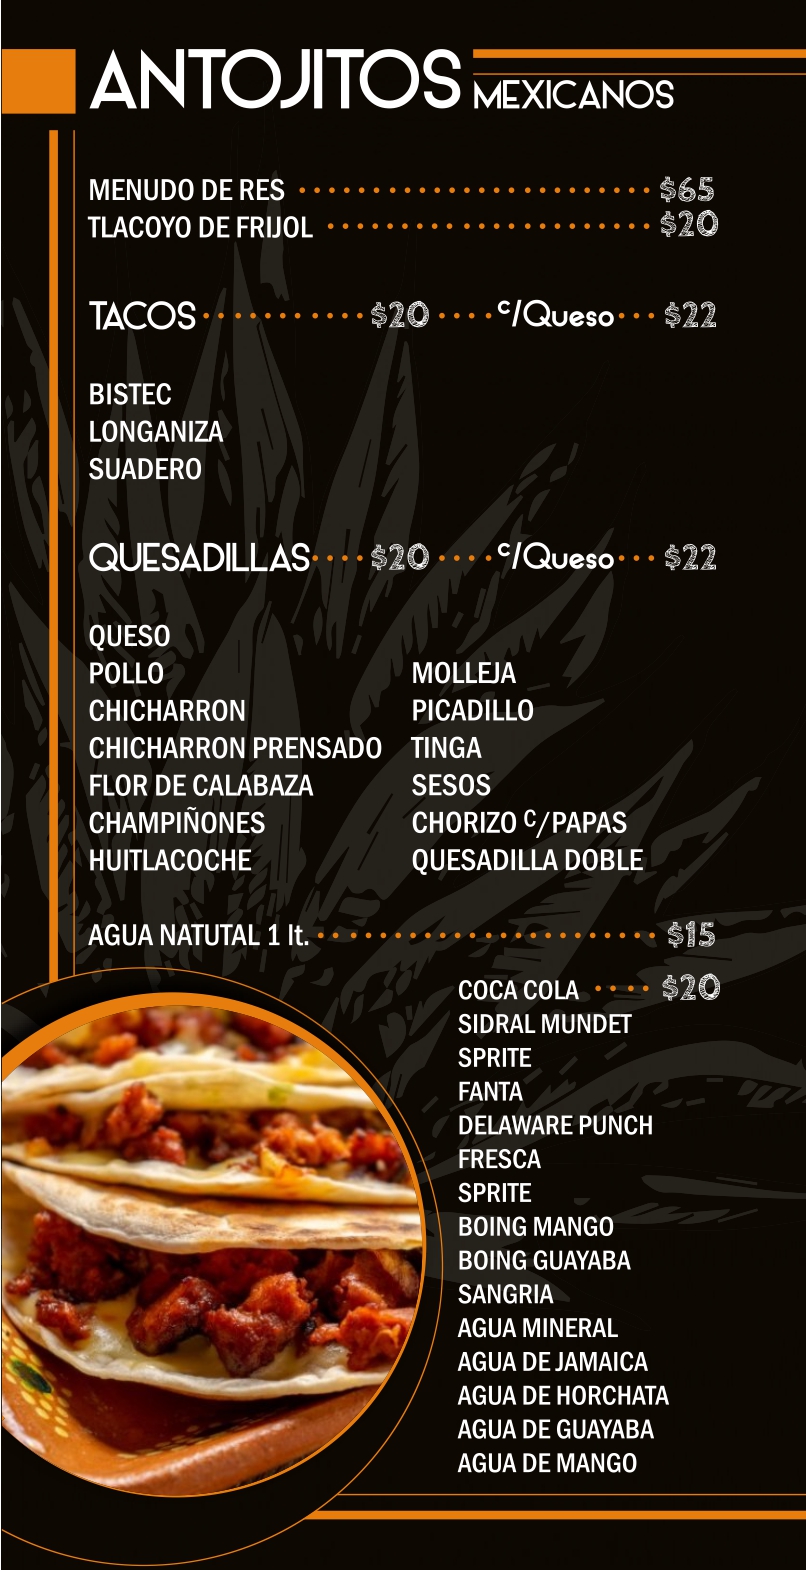 ANTOJITOS MEXICANOS
MENUDO DE RES $65
TLACOYO DE FRIJOL $20
TACOS $20 c/Queso $22
BISTEC
LONGANIZA
SUADERO
QUESADILLAS $20 c/Queso $22
QUESO
POLLO
CHICHARRON
CHICHARRON PRENSADO
FLOR DE CALABAZA
CHAMPIÑONES
HUITLACOCHE
MOLLEJA
PICADILLO
TINGA
SESOS
CHORIZO C/PAPAS
QUESADILLA DOBLE
AGUA NATUTAL 1 lt. $15
COCA COLA $20
SIDRAL MUNDET
SPRITE
FANTA
DELAWARE PUNCH
FRESCA
SPRITE
BOING MANGO
BOING GUAYABA
SANGRIA
AGUA MINERAL
AGUA DE JAMAICA
AGUA DE HORCHATA
AGUA DE GUAYABA
AGUA DE MANGO